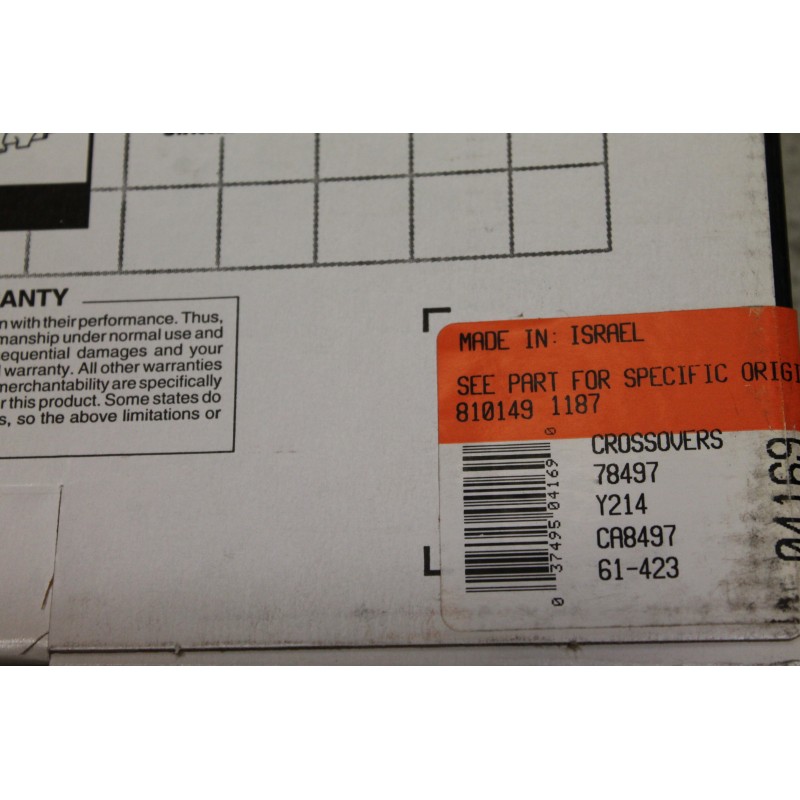 ANTY
n with their performance. Thus,
manship under normal use and
sequential damages and your
warranty. All other warranties
merchantability are specifically
r this product. Some states do
s, so the above limitations or
MADE IN: ISRAEL
SEE PART FOR SPECIFIC ORIGI
810149 1187
CROSSOVERS
78497
Y214
CA8497
61-423
0 37495 04169 0
04169